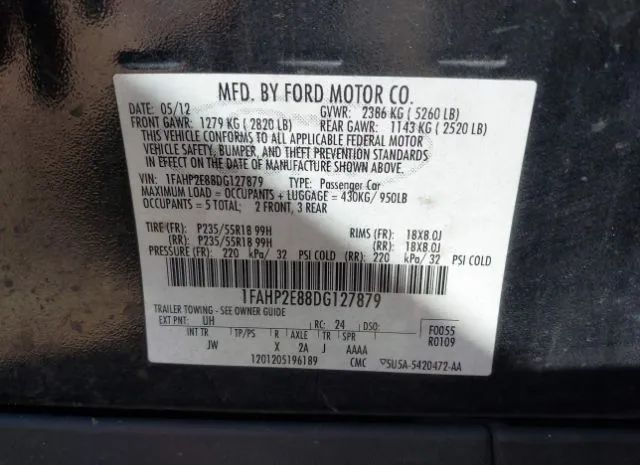 MFD. BY FORD MOTOR CO.
DATE: 05/12 GVWR: 2386 KG ( 5260 LB)
FRONT GAWR: 1279 KG ( 2820 LB) REAR GAWR: 1143 KG ( 2520 LB)
THIS VEHICLE CONFORMS TO ALL APPLICABLE FEDERAL MOTOR
VEHICLE SAFETY, BUMPER, AND THEFT PREVENTION STANDARDS
IN EFFECT ON THE DATE OF MANUFACTURE SHOWN ABOVE.
VIN: 1FAHP2E88DG127879 TYPE: Passenger Car
MAXIMUM LOAD = OCCUPANTS + LUGGAGE = 430KG/ 950LB
OCCUPANTS = 5 TOTAL; 2 FRONT, 3 REAR
TIRE (FR): P235/55R18 99H RIMS (FR): 18X8.0J
(RR): P235/55R18 99H (RR): 18X8.0J
PRESSURE (FR): 220 kPa/ 32 PSI COLD (RR): 220 kPa/ 32 PSI COLD
1FAHP2E88DG127879
TRAILER TOWING - SEE OWNER GUIDE
EXT PNT: UH RC: 24 DSO: F0055
INT TR TP/PS R AXLE TR SPR R0109
JW X 2A J AAAA
1201205196189 CMC 5U5A-5420472-AA